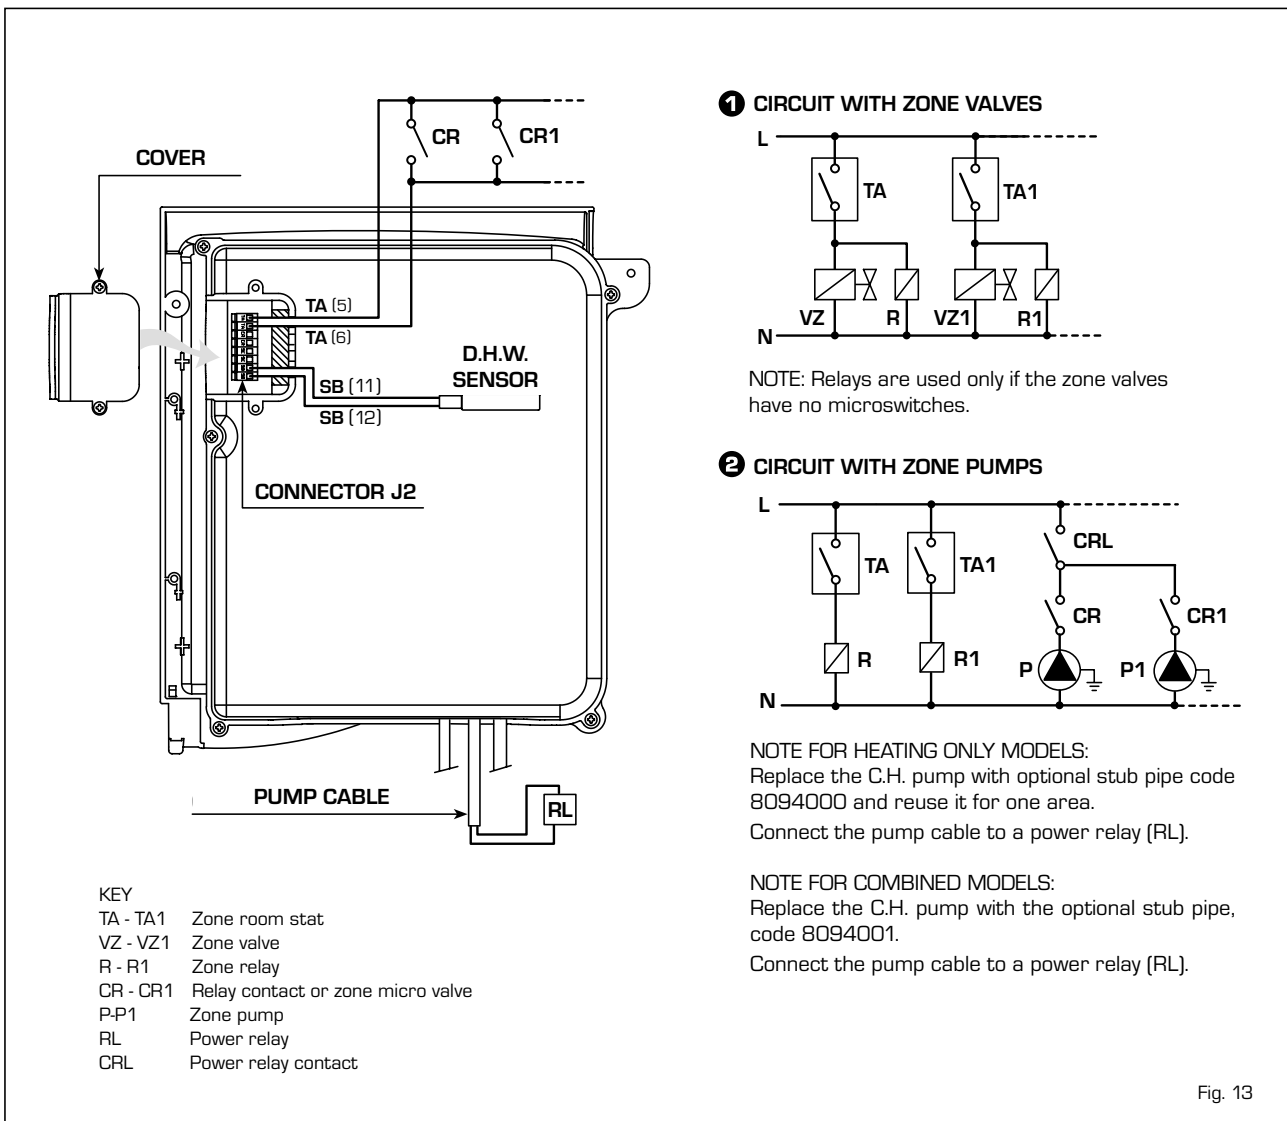 COVER
CR
CR1
TA (5)
TA (6)
D.H.W.
SENSOR
SB (11)
SB (12)
CONNECTOR J2
PUMP CABLE
RL
KEY
TA - TA1 Zone room stat
VZ - VZ1 Zone valve
R - R1 Zone relay
CR - CR1 Relay contact or zone micro valve
P-P1 Zone pump
RL Power relay
CRL Power relay contact
1 CIRCUIT WITH ZONE VALVES
L
TA
TA1
VZ
R
VZ1
R1
N
NOTE: Relays are used only if the zone valves
have no microswitches.
2 CIRCUIT WITH ZONE PUMPS
L
CRL
TA
TA1
CR
CR1
R
R1
P
P1
N
NOTE FOR HEATING ONLY MODELS:
Replace the C.H. pump with optional stub pipe code
8094000 and reuse it for one area.
Connect the pump cable to a power relay (RL).
NOTE FOR COMBINED MODELS:
Replace the C.H. pump with the optional stub pipe,
code 8094001.
Connect the pump cable to a power relay (RL).
Fig. 13